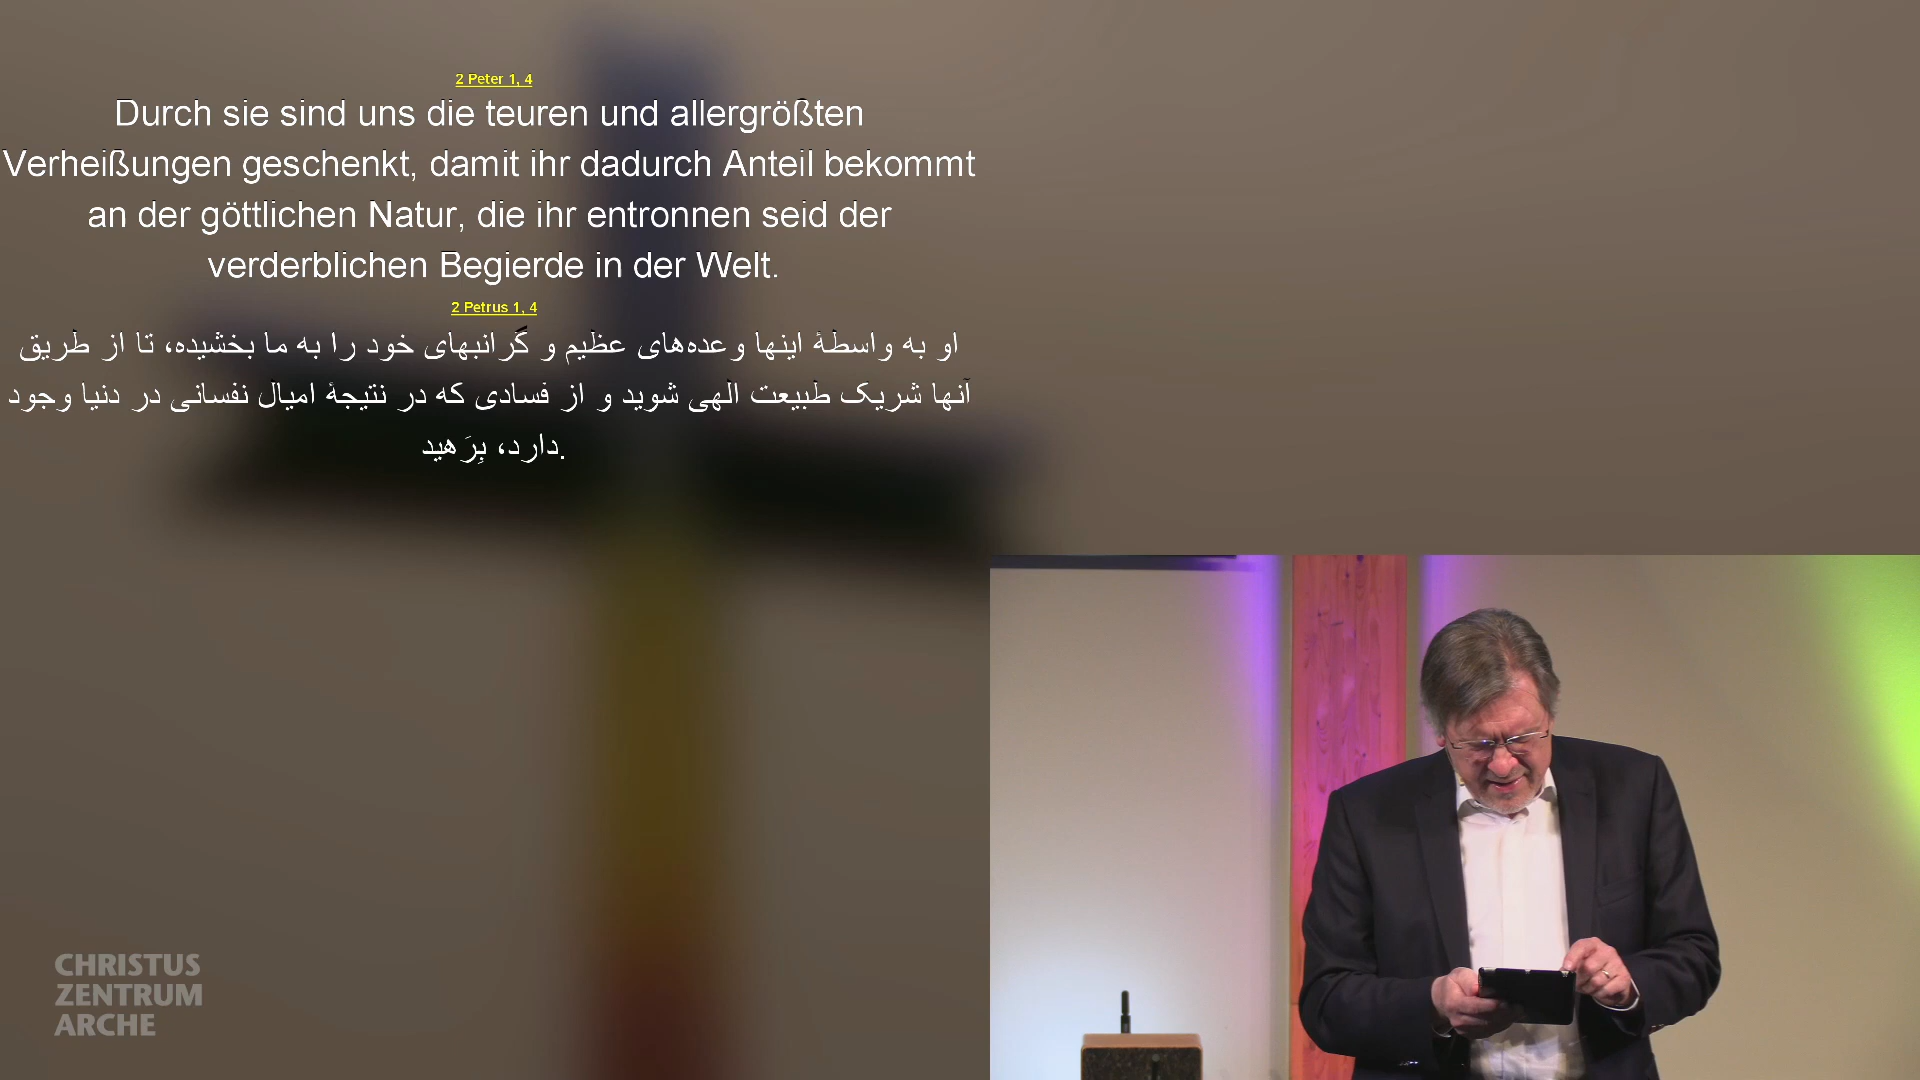 2 Peter 1, 4
Durch sie sind uns die teuren und allergrößten
Verheißungen geschenkt, damit ihr dadurch Anteil bekommt
an der göttlichen Natur, die ihr entronnen seid der
verderblichen Begierde in der Welt.
2 Petrus 1, 4
او به واسطهٔ اینها وعده‌های عظیم و گرانبهای خود را به ما بخشیده، تا از طریق
آنها شریک طبیعت الهی شوید و از فسادی که در نتیجهٔ امیال نفسانی در دنیا وجود
دارد، بِرَهید.
CHRISTUS
ZENTRUM
ARCHE